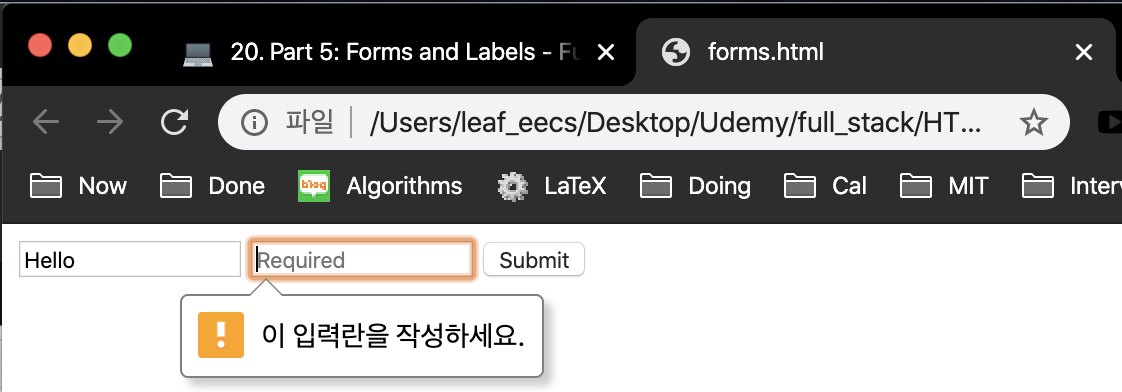 20. Part 5: Forms and Labels - Fu
forms.html
파일 /Users/leaf_eecs/Desktop/Udemy/full_stack/HT...
Now Done blog Algorithms LaTeX Doing Cal MIT Interv
Hello Required Submit
이 입력란을 작성하세요.